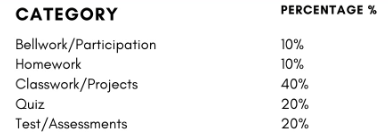 CATEGORY PERCENTAGE %
Bellwork/Participation 10%
Homework 10%
Classwork/Projects 40%
Quiz 20%
Test/Assessments 20%